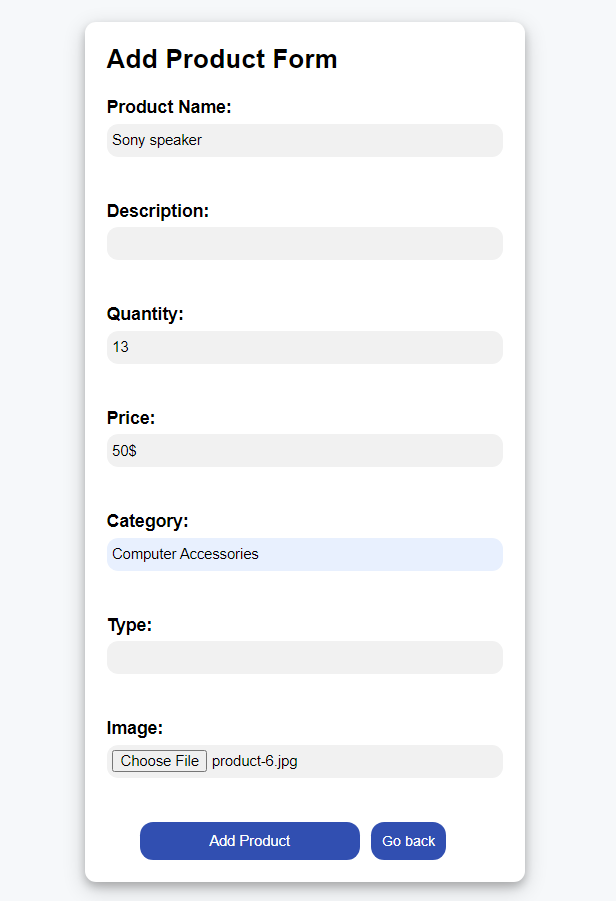 Add Product Form
Product Name:
Sony speaker
Description:
Quantity:
13
Price:
50$
Category:
Computer Accessories
Type:
Image:
Choose File product-6.jpg
Add Product Go back